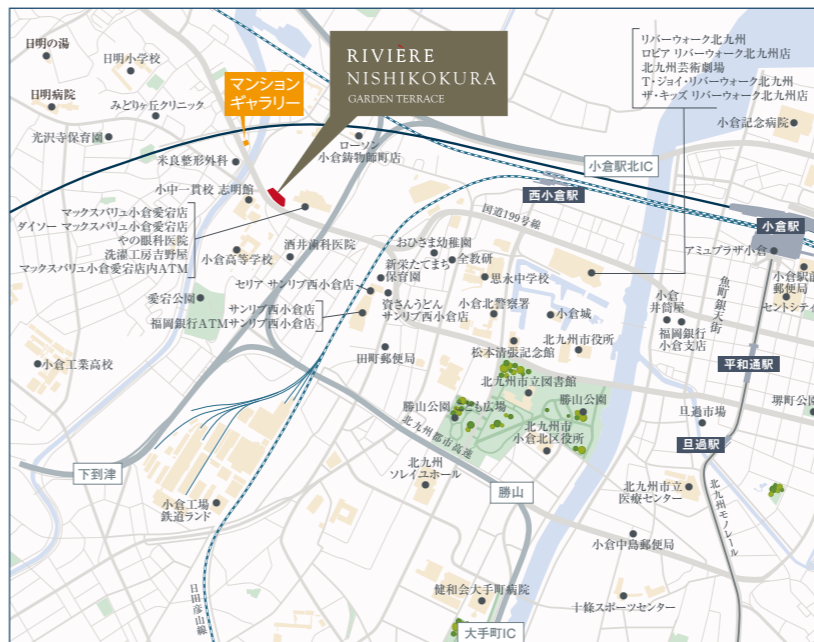 日明の湯
日明小学校
日明病院
みどりヶ丘クリニック
光沢寺保育園
マンション
ギャラリー
RIVIÈRE
NISHIKOKURA
GARDEN TERRACE
リバーウォーク北九州
ロピア リバーウォーク北九州店
北九州芸術劇場
T・ジョイ・リバーウォーク北九州
ザ・キッズ リバーウォーク北九州店
小倉記念病院
ローソン
小倉鋳物師町店
米良整形外科
小倉駅北IC
小中一貫校 志明館
西小倉駅
国道199号線
小倉駅
マックスバリュ小倉愛宕店
ダイソー マックスバリュ小倉愛宕店
やの眼科医院
洗濯工房吉野屋
マックスバリュ小倉愛宕店内ATM
小倉高等学校
酒井歯科医院
おひさま幼稚園
全教研
新栄たてまち
保育園
思永中学校
アミュプラザ小倉
小倉駅前
郵便局
セントシティ
魚町銀天街
愛宕公園
セリア サンリブ西小倉店
サンリブ西小倉店
福岡銀行ATMサンリブ西小倉店
資さんうどん
サンリブ西小倉店
小倉北警察署
小倉城
小倉
井筒屋
福岡銀行
小倉支店
小倉工業高校
田町郵便局
松本清張記念館
北九州市役所
平和通駅
北九州市立図書館
勝山公園 こども広場
勝山公園
旦過市場
堺町公園
北九州都市高速
北九州市
小倉北区役所
旦過駅
下到津
北九州
ソレイユホール
勝山
北九州市立
医療センター
北九州モノレール
小倉工場
鉄道ランド
小倉中島郵便局
日田彦山線
健和会大手町病院
十條スポーツセンター
大手町IC